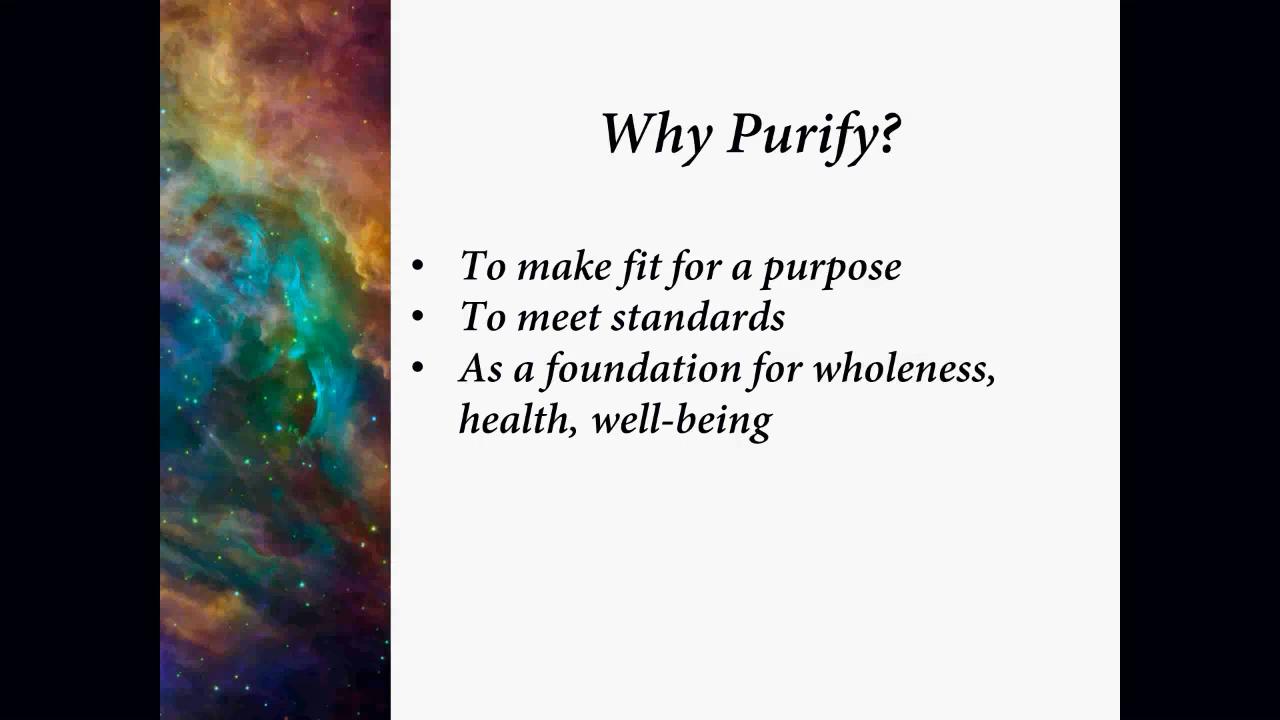 Why Purify?
• To make fit for a purpose
• To meet standards
• As a foundation for wholeness,
health, well-being